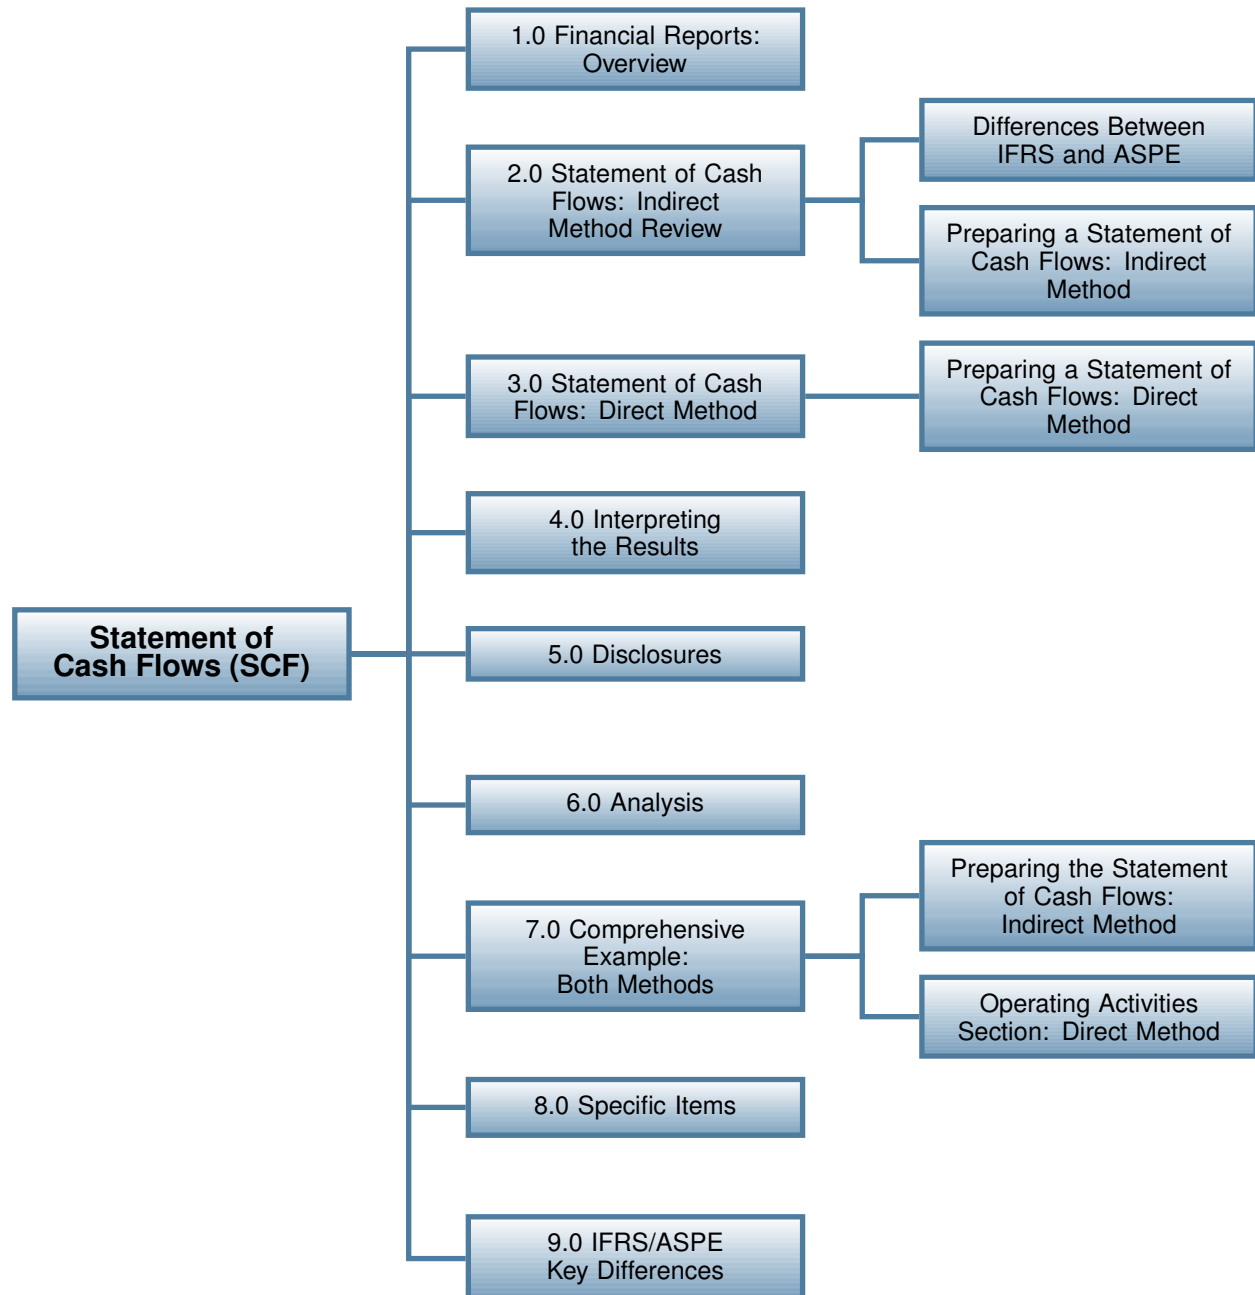 1.0 Financial Reports:
Overview
Differences Between
IFRS and ASPE
2.0 Statement of Cash
Flows: Indirect
Method Review
Preparing a Statement of
Cash Flows: Indirect
Method
3.0 Statement of Cash
Flows: Direct Method
Preparing a Statement of
Cash Flows: Direct
Method
4.0 Interpreting
the Results
Statement of
Cash Flows (SCF)
5.0 Disclosures
6.0 Analysis
Preparing the Statement
of Cash Flows:
Indirect Method
7.0 Comprehensive
Example:
Both Methods
Operating Activities
Section: Direct Method
8.0 Specific Items
9.0 IFRS/ASPE
Key Differences